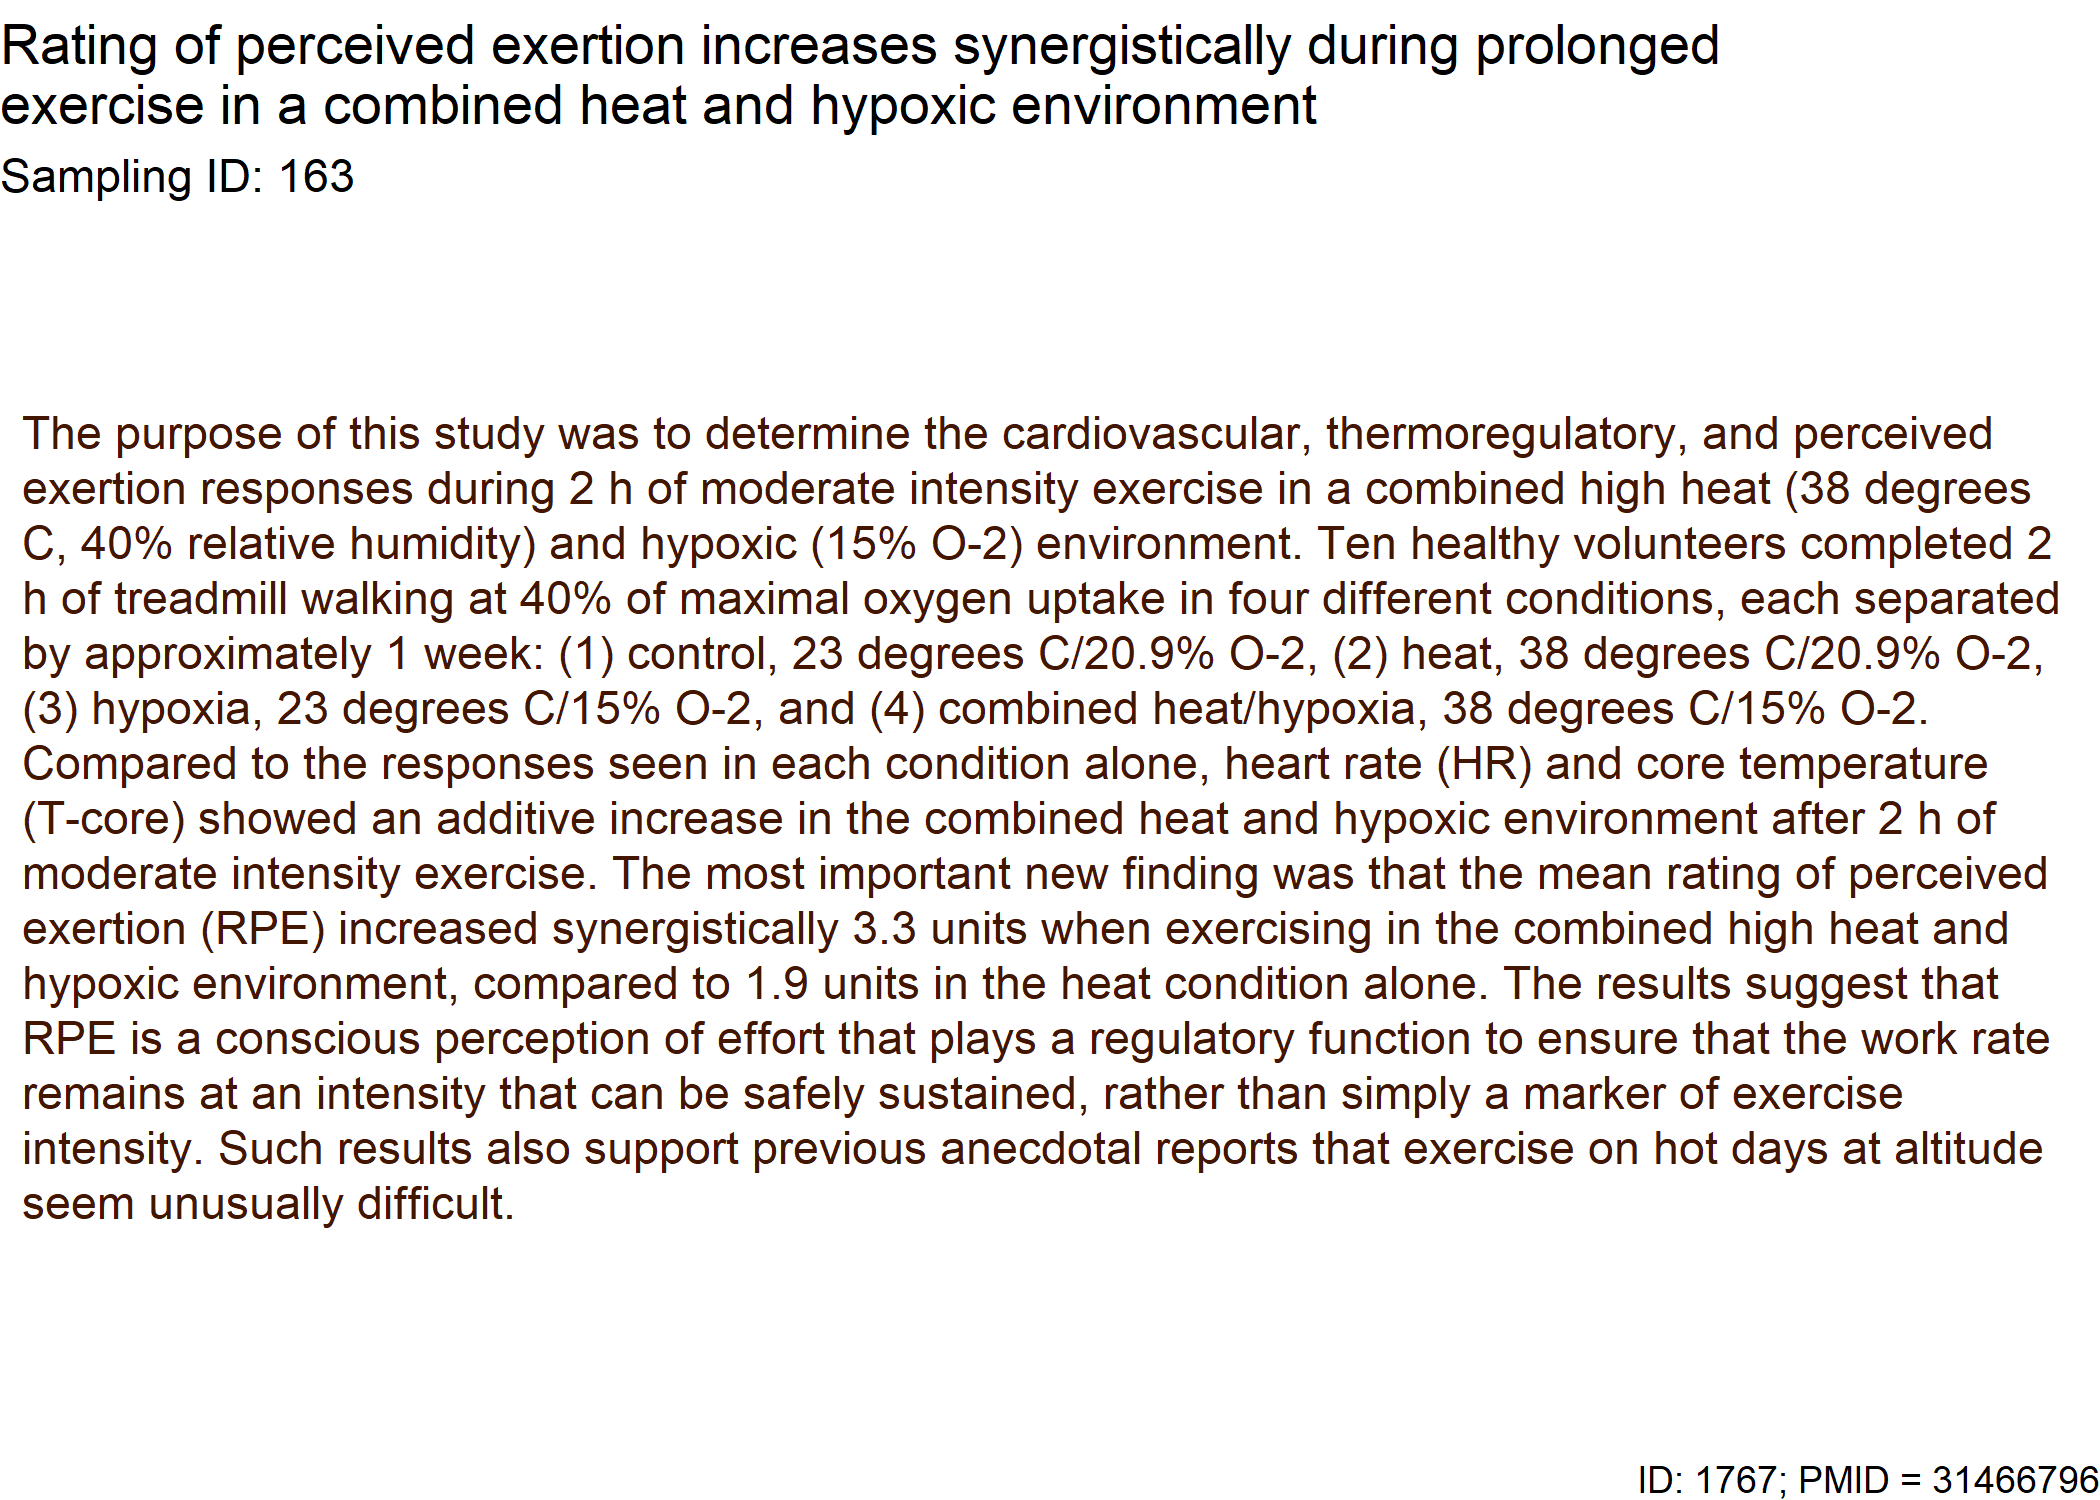 Rating of perceived exertion increases synergistically during prolonged
exercise in a combined heat and hypoxic environment
Sampling ID: 163
The purpose of this study was to determine the cardiovascular, thermoregulatory, and perceived
exertion responses during 2 h of moderate intensity exercise in a combined high heat (38 degrees
C, 40% relative humidity) and hypoxic (15% O-2) environment. Ten healthy volunteers completed 2
h of treadmill walking at 40% of maximal oxygen uptake in four different conditions, each separated
by approximately 1 week: (1) control, 23 degrees C/20.9% O-2, (2) heat, 38 degrees C/20.9% O-2,
(3) hypoxia, 23 degrees C/15% O-2, and (4) combined heat/hypoxia, 38 degrees C/15% O-2.
Compared to the responses seen in each condition alone, heart rate (HR) and core temperature
(T-core) showed an additive increase in the combined heat and hypoxic environment after 2 h of
moderate intensity exercise. The most important new finding was that the mean rating of perceived
exertion (RPE) increased synergistically 3.3 units when exercising in the combined high heat and
hypoxic environment, compared to 1.9 units in the heat condition alone. The results suggest that
RPE is a conscious perception of effort that plays a regulatory function to ensure that the work rate
remains at an intensity that can be safely sustained, rather than simply a marker of exercise
intensity. Such results also support previous anecdotal reports that exercise on hot days at altitude
seem unusually difficult.
ID: 1767; PMID = 31466796